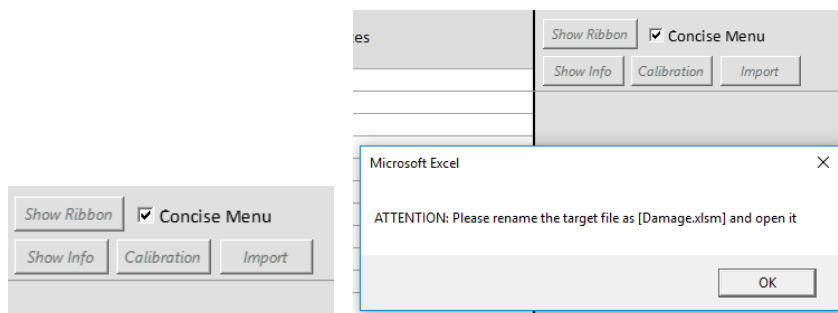 Show Ribbon Concise Menu
Show Info Calibration Import
es
Show Ribbon Concise Menu
Show Info Calibration Import
Microsoft Excel
ATTENTION: Please rename the target file as [Damage.xlsm] and open it
OK